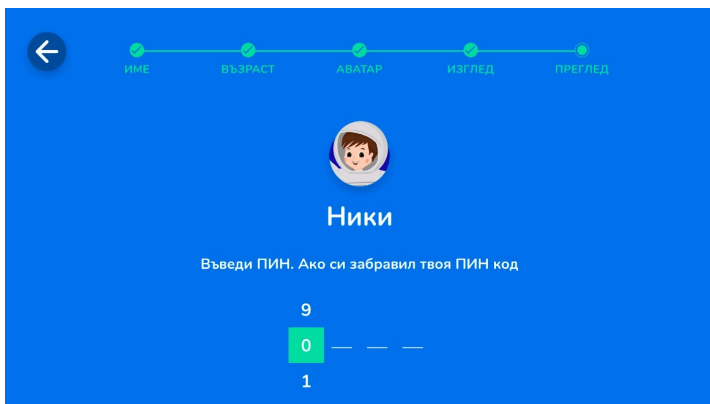 ИМЕ ВЪЗРАСТ АВАТАР ИЗГЛЕД ПРЕГЛЕД
Ники
Въведи ПИН. Ако си забравил твоя ПИН код
9
0 _ _ _
1